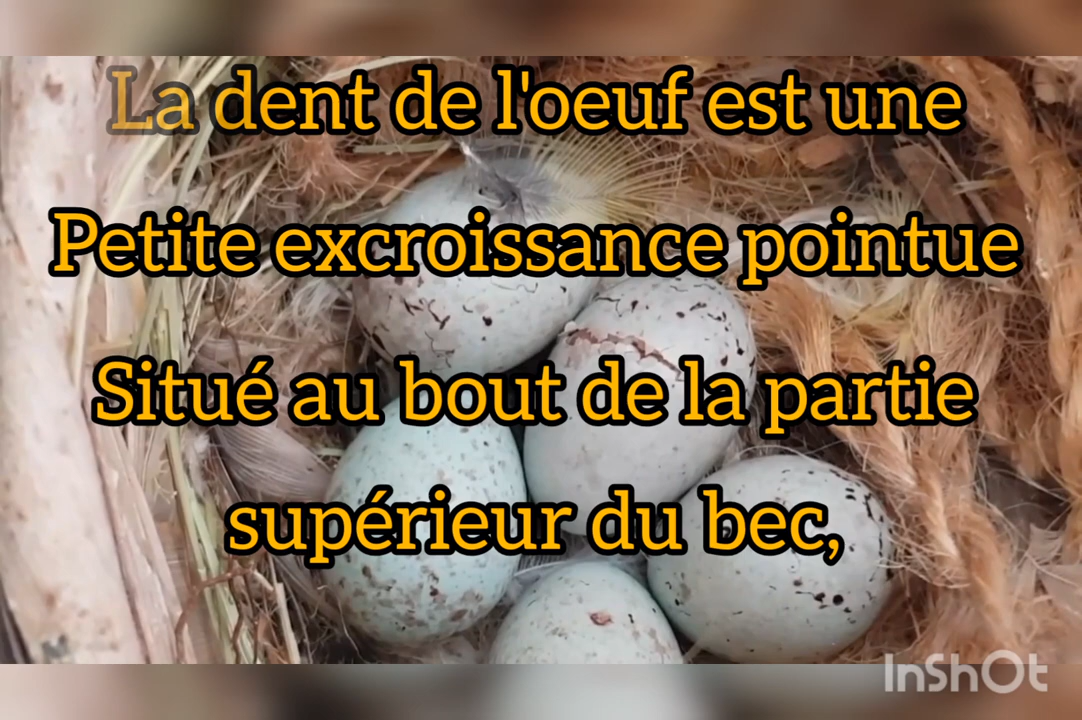 La dent de l'oeuf est une
Petite excroissance pointue
Situé au bout de la partie
supérieur du bec,
InShOt